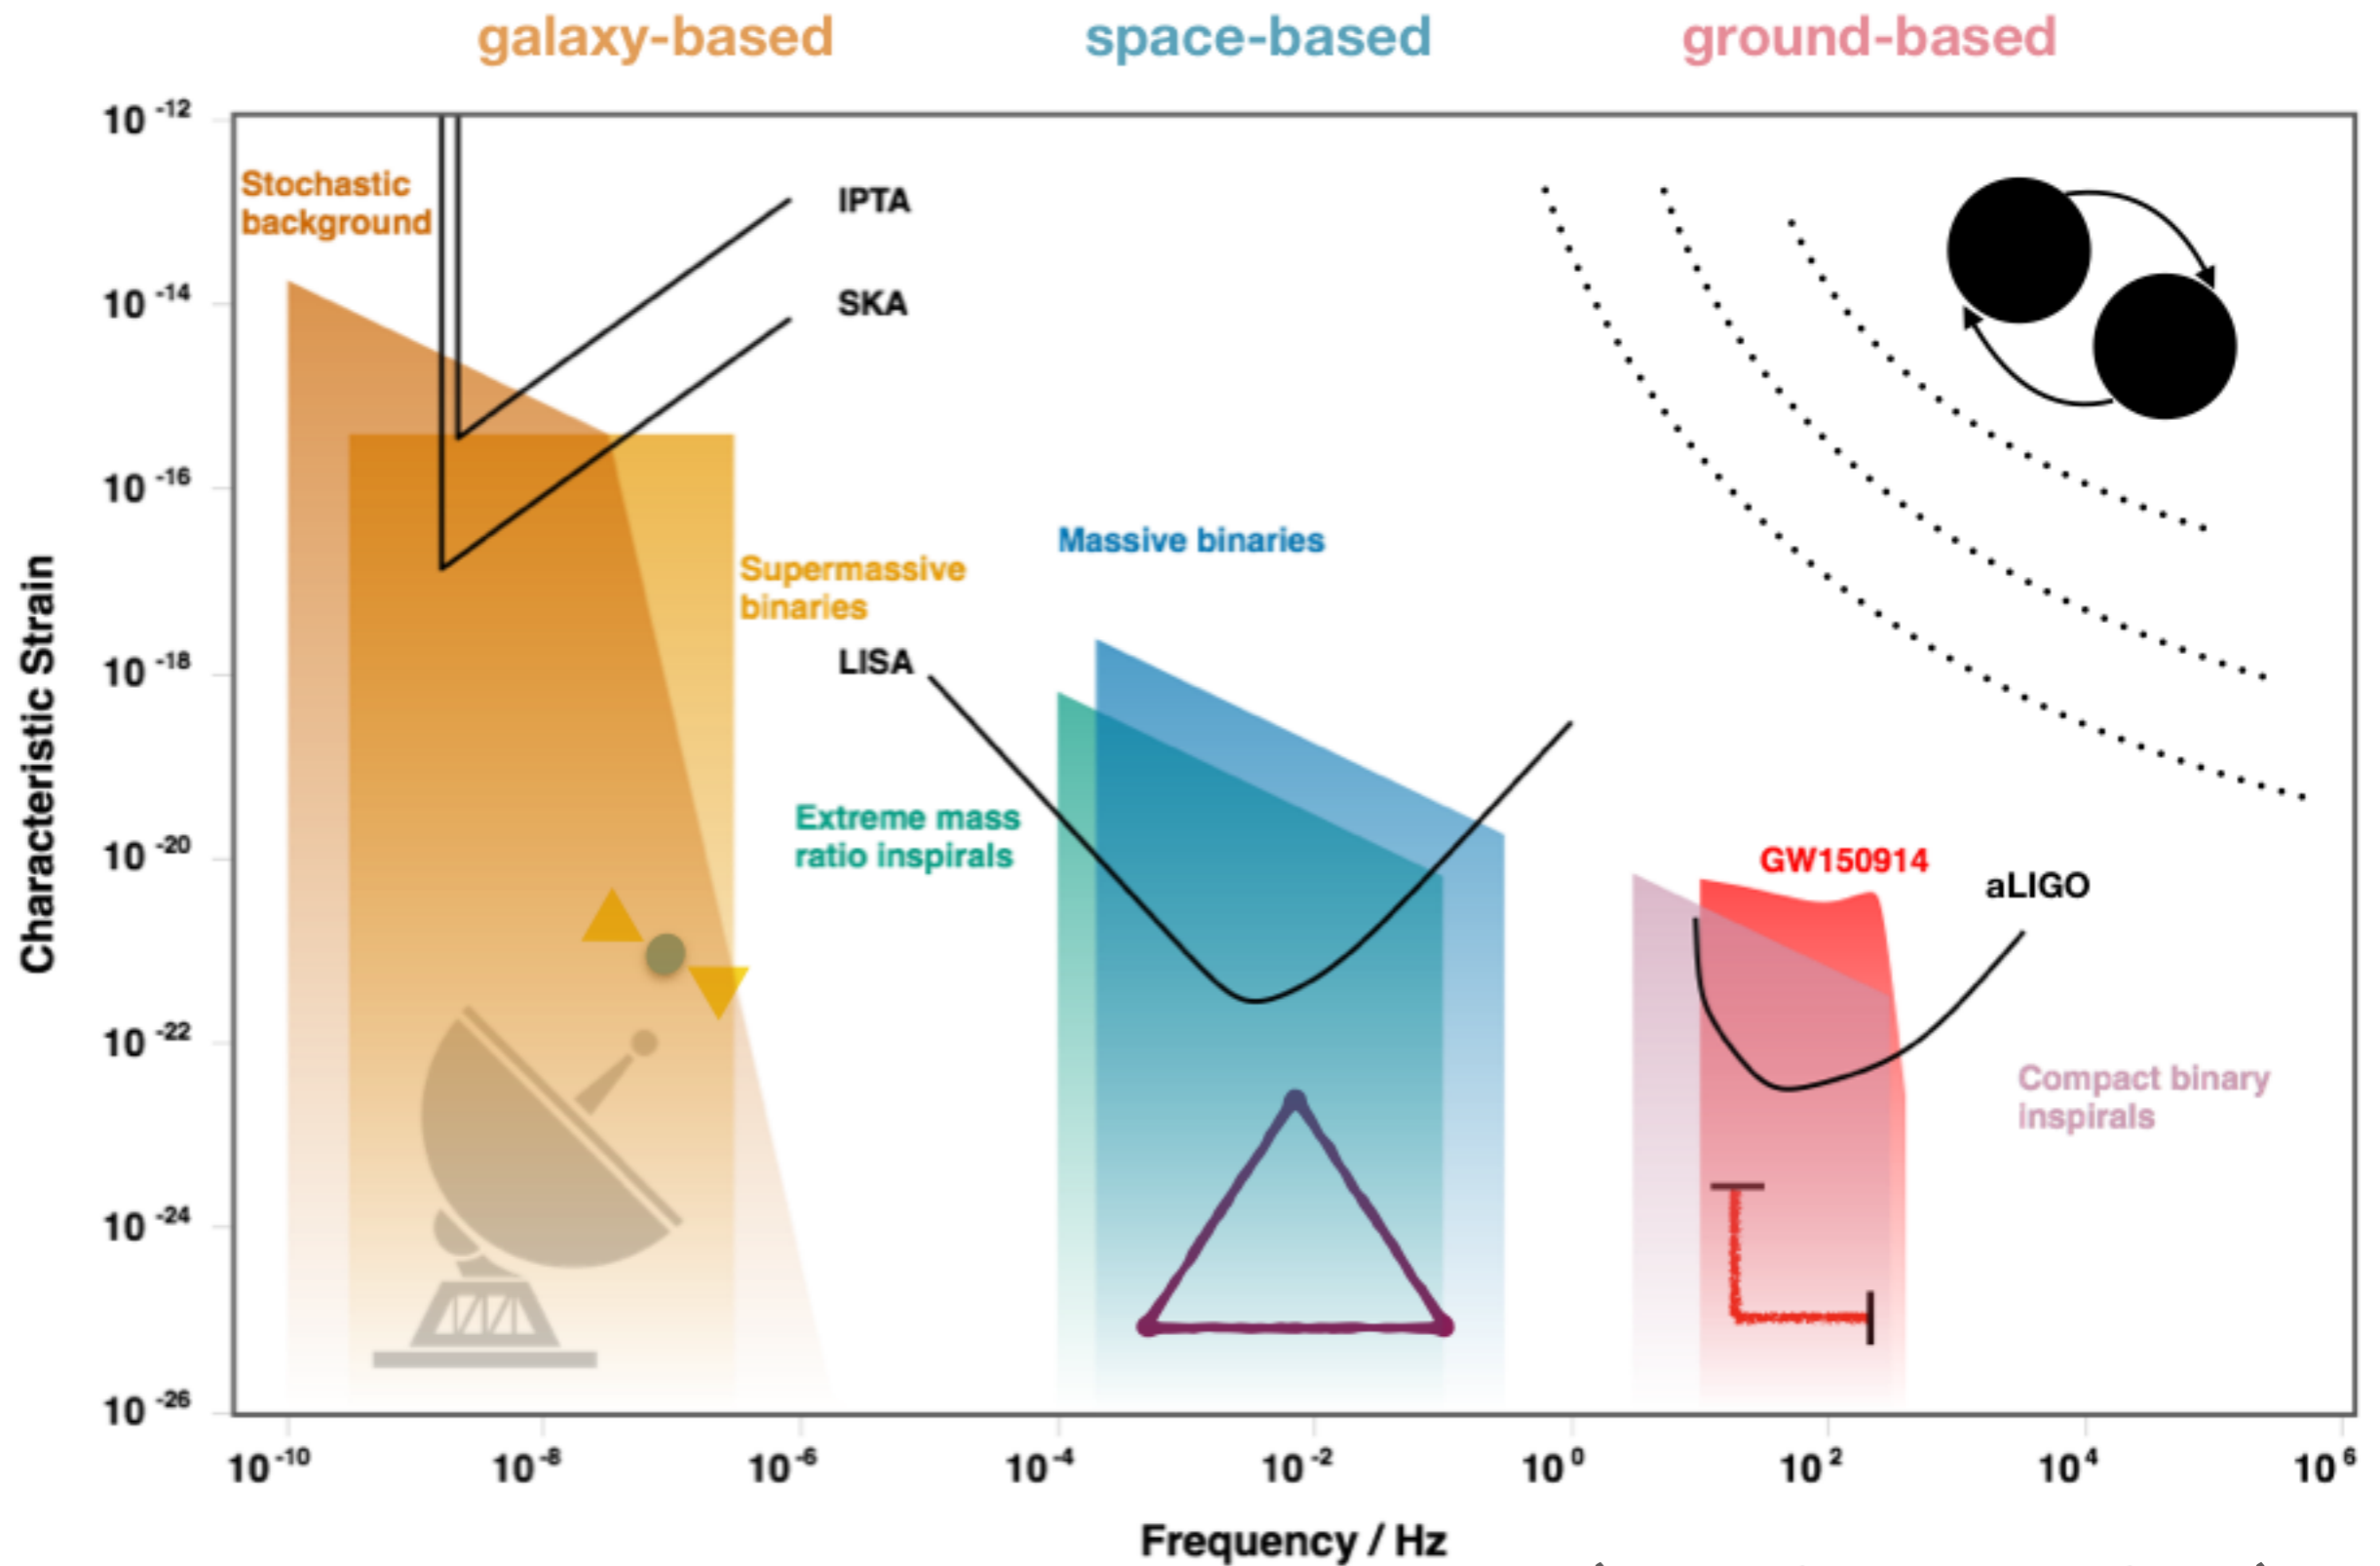 galaxy-based space-based ground-based
10 -12
Stochastic
background
IPTA
10 -14
SKA
10 -16
Massive binaries
Supermassive
binaries
LISA
10 -18
Extreme mass
ratio inspirals
10 -20
GW150914
aLIGO
10 -22
Compact binary
inspirals
10 -24
10 -26
Characteristic Strain
10 -10 10 -8 10 -6 10 -4 10 -2 10 0 10 2 10 4 10 6
Frequency / Hz